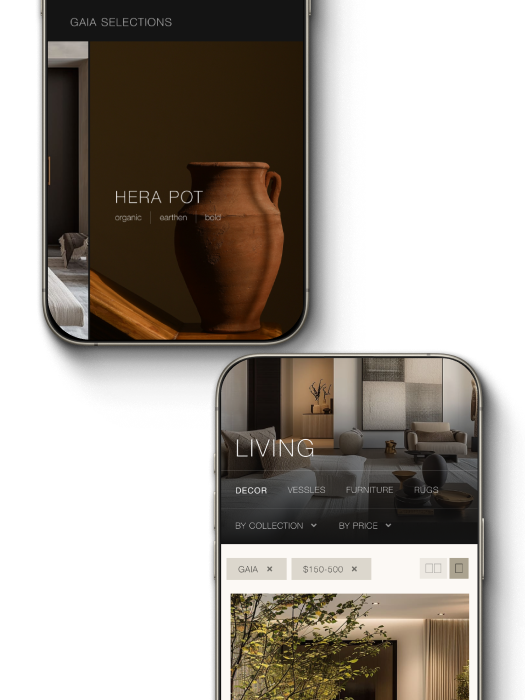 GAIA SELECTIONS
HERA POT
organic | earthen | bold
LIVING
DECOR VESSLES FURNITURE RUGS
BY COLLECTION BY PRICE
GAIA × $150-500 ×